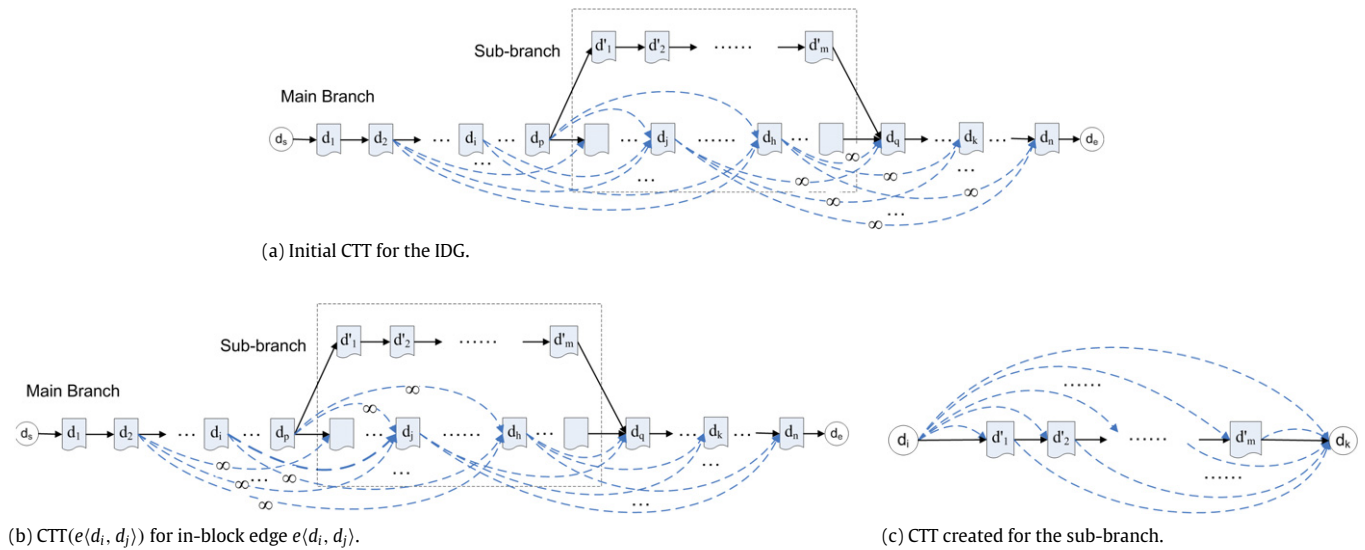 Sub-branch
d'1 d'2 ...... d'm
Main Branch
ds d1 d2 ... di ... dp ... dj ...... dh ... dq ... dk ... dn de
... ∞ ∞ ∞ ...
... ∞ ∞ ...
∞
(a) Initial CTT for the IDG.
Sub-branch
d'1 d'2 ...... d'm
Main Branch
∞
∞
ds d1 d2 ... di ... dp ... dj ...... dh ... dq ... dk ... dn de
∞ ... ∞ ... ...
∞ ...
∞
(b) CTT(e⟨di, dj⟩) for in-block edge e⟨di, dj⟩.
......
di d'1 d'2 ...... d'm dk
......
(c) CTT created for the sub-branch.